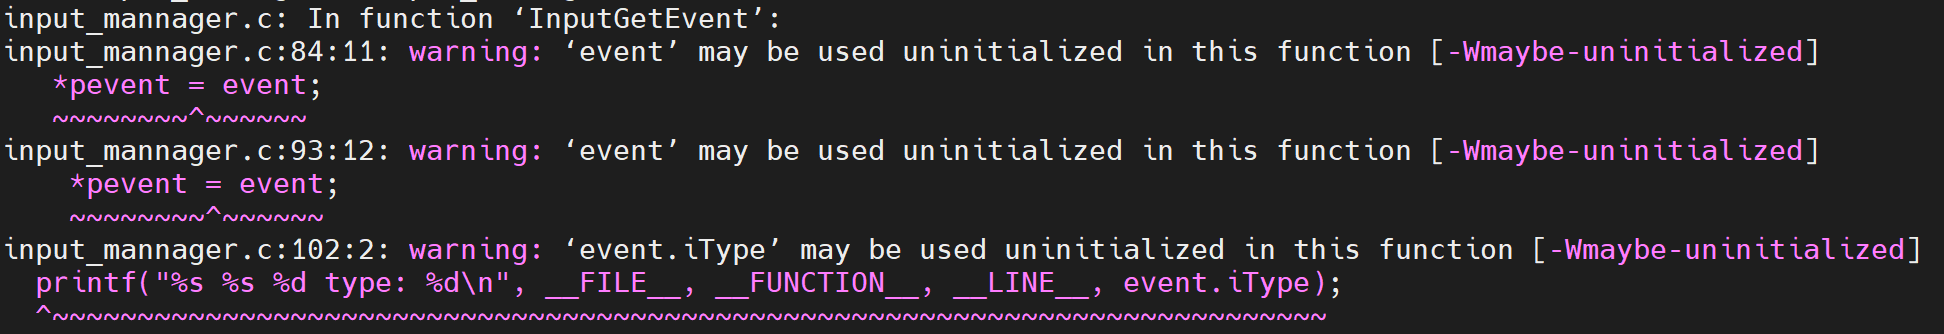 input_mannager.c: In function ‘InputGetEvent’:
input_mannager.c:84:11: warning: ‘event’ may be used uninitialized in this function [-Wmaybe-uninitialized]
   *pevent = event;
   ~~~~~~~~^~~~~~~
input_mannager.c:93:12: warning: ‘event’ may be used uninitialized in this function [-Wmaybe-uninitialized]
    *pevent = event;
    ~~~~~~~~^~~~~~~
input_mannager.c:102:2: warning: ‘event.iType’ may be used uninitialized in this function [-Wmaybe-uninitialized]
  printf("%s %s %d type: %d\n", __FILE__, __FUNCTION__, __LINE__, event.iType);
  ^~~~~~~~~~~~~~~~~~~~~~~~~~~~~~~~~~~~~~~~~~~~~~~~~~~~~~~~~~~~~~~~~~~~~~~~~~~~